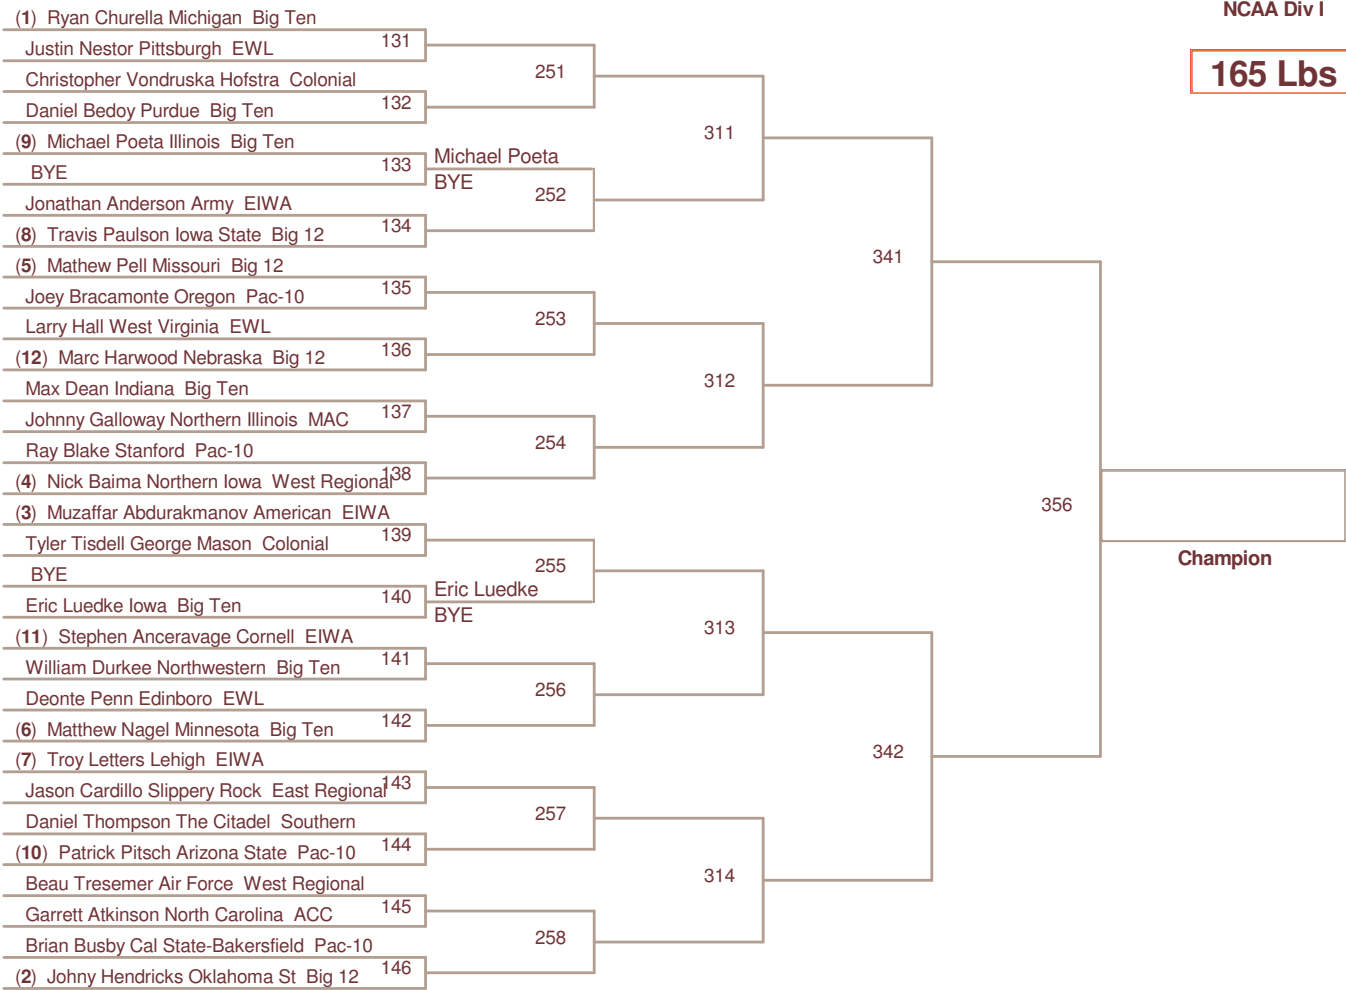 NCAA Div I
165 Lbs
(1) Ryan Churella Michigan Big Ten
131
Justin Nestor Pittsburgh EWL
251
Christopher Vondruska Hofstra Colonial
132
Daniel Bedoy Purdue Big Ten
311
(9) Michael Poeta Illinois Big Ten
133
Michael Poeta
BYE
BYE
252
Jonathan Anderson Army EIWA
134
(8) Travis Paulson Iowa State Big 12
341
(5) Mathew Pell Missouri Big 12
135
Joey Bracamonte Oregon Pac-10
253
Larry Hall West Virginia EWL
136
(12) Marc Harwood Nebraska Big 12
312
Max Dean Indiana Big Ten
137
Johnny Galloway Northern Illinois MAC
254
Ray Blake Stanford Pac-10
138
(4) Nick Baima Northern Iowa West Regional
356
(3) Muzaffar Abdurakmanov American EIWA
139
Tyler Tisdell George Mason Colonial
255
Champion
BYE
140
Eric Luedke
Eric Luedke Iowa Big Ten
BYE
313
(11) Stephen Anceravage Cornell EIWA
141
William Durkee Northwestern Big Ten
256
Deonte Penn Edinboro EWL
142
(6) Matthew Nagel Minnesota Big Ten
342
(7) Troy Letters Lehigh EIWA
143
Jason Cardillo Slippery Rock East Regional
257
Daniel Thompson The Citadel Southern
144
(10) Patrick Pitsch Arizona State Pac-10
314
Beau Tresemer Air Force West Regional
145
Garrett Atkinson North Carolina ACC
258
Brian Busby Cal State-Bakersfield Pac-10
146
(2) Johny Hendricks Oklahoma St Big 12